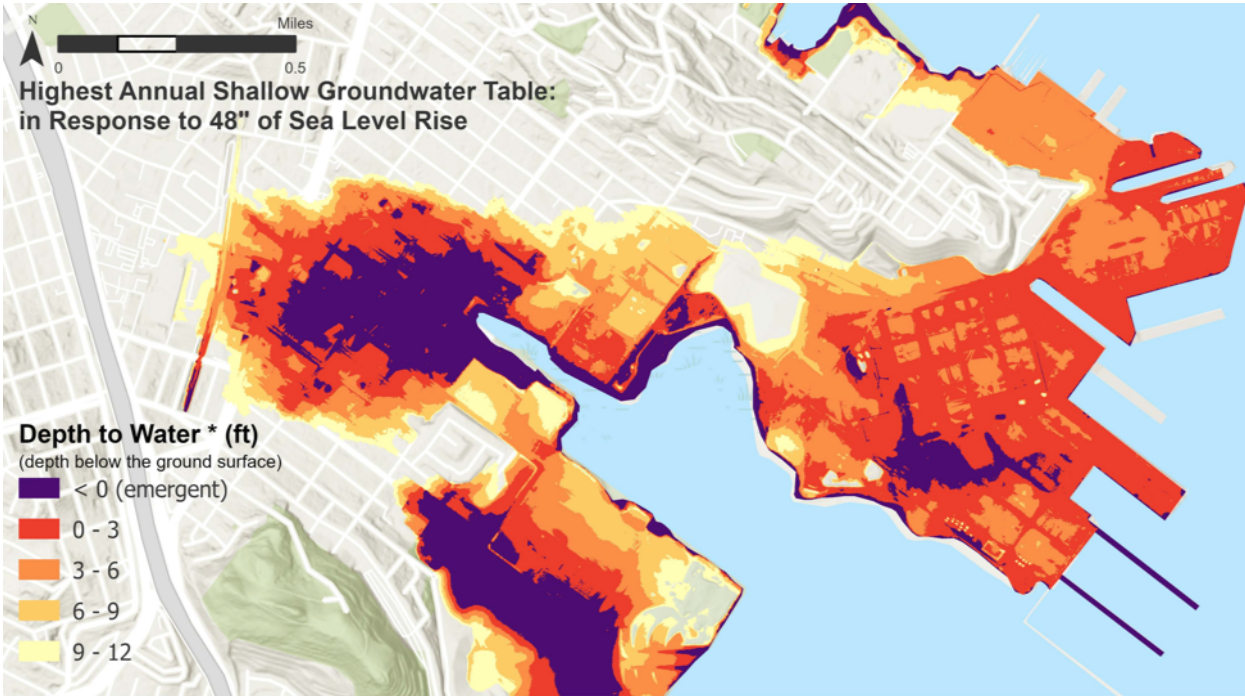 N
Miles
0
0.5
Highest Annual Shallow Groundwater Table:
in Response to 48" of Sea Level Rise
Depth to Water * (ft)
(depth below the ground surface)
< 0 (emergent)
0 - 3
3 - 6
6 - 9
9 - 12